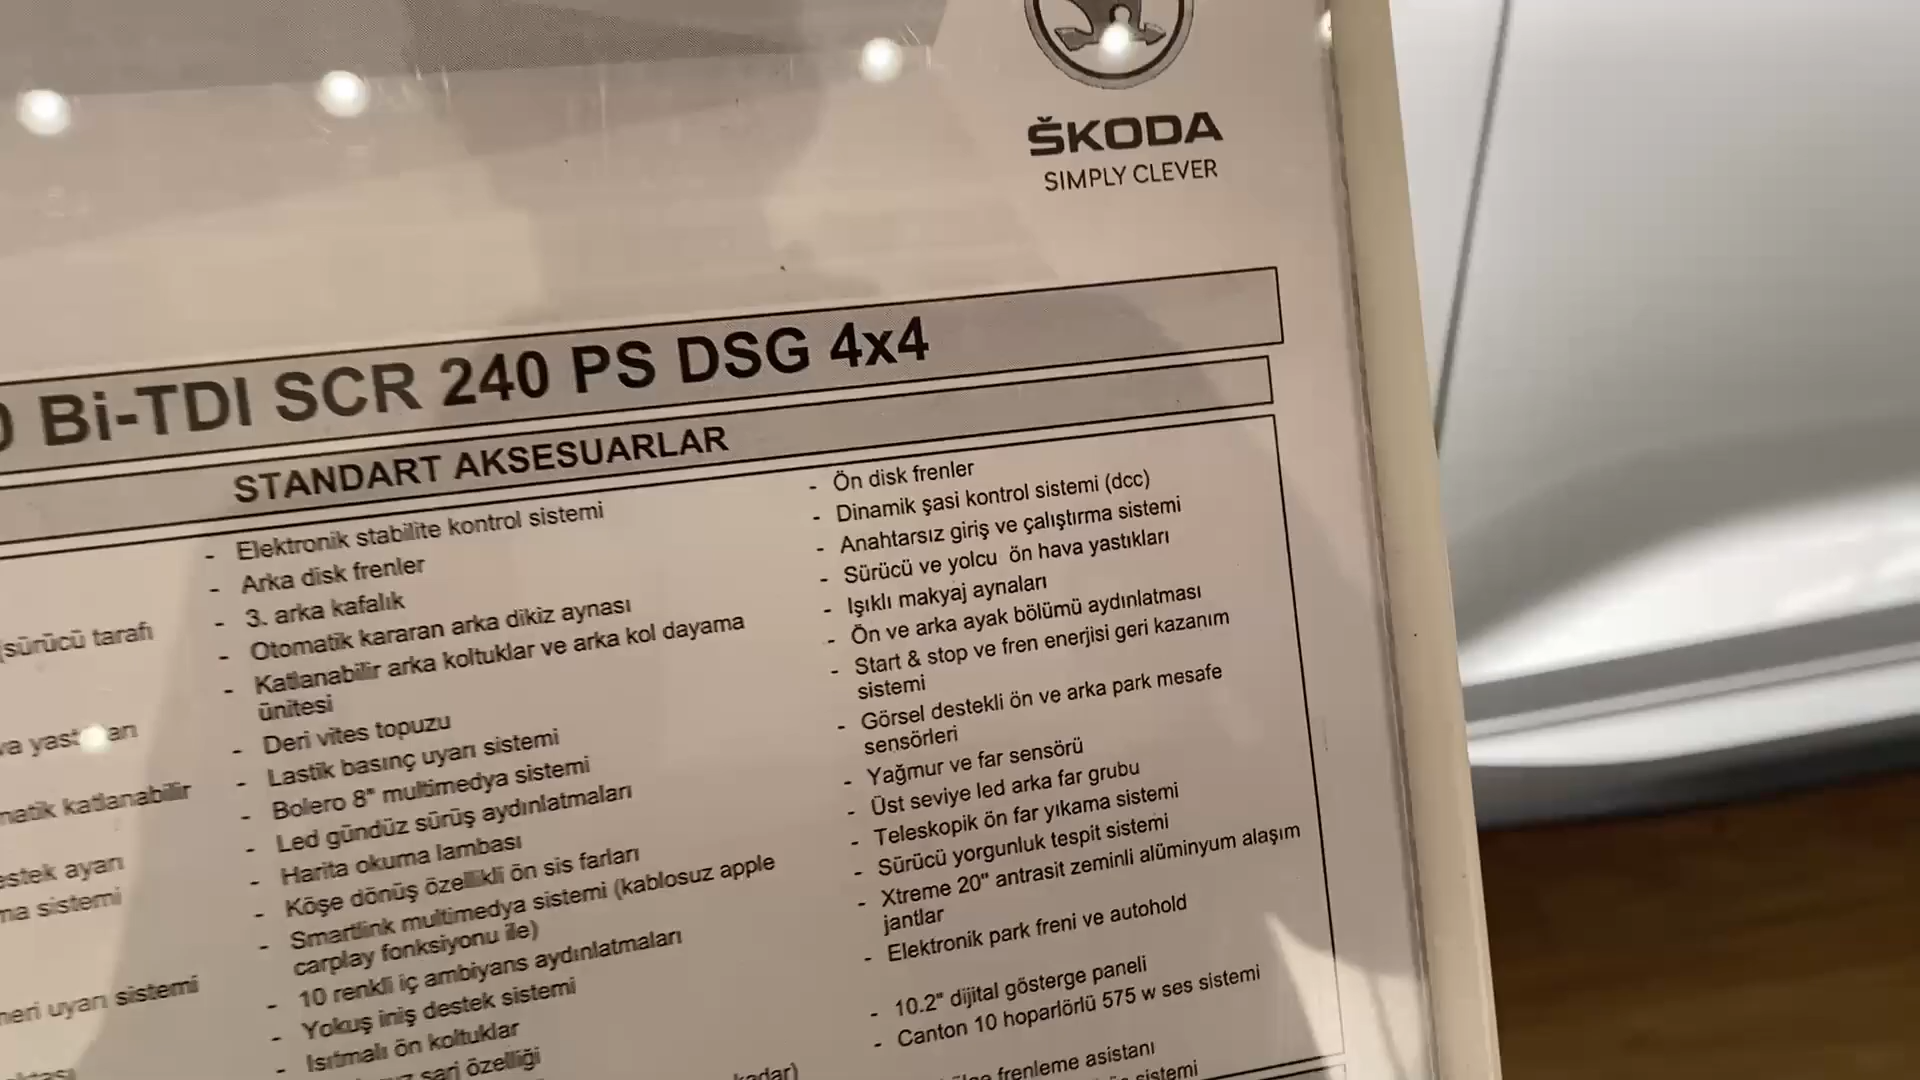 ŠKODA
SIMPLY CLEVER
Bi-TDI SCR 240 PS DSG 4x4
STANDART AKSESUARLAR
(sürücü tarafı
matik katlanabilir
estek ayarı
ma sistemi
neri uyarı sistemi
- Elektronik stabilite kontrol sistemi
- Arka disk frenler
- 3. arka kafalık
- Otomatik kararan arka dikiz aynası
- Katlanabilir arka koltuklar ve arka kol dayama
ünitesi
- Deri vites topuzu
- Lastik basınç uyarı sistemi
- Bolero 8" multimedya sistemi
- Led gündüz sürüş aydınlatmaları
- Harita okuma lambası
- Köşe dönüş özellikli ön sis farları
- Smartlink multimedya sistemi (kablosuz apple
carplay fonksiyonu ile)
- 10 renkli iç ambiyans aydınlatmaları
- Yokuş iniş destek sistemi
- Isıtmalı ön koltuklar
şarj özelliği
kadar)
- Ön disk frenler
- Dinamik şasi kontrol sistemi (dcc)
- Anahtarsız giriş ve çalıştırma sistemi
- Sürücü ve yolcu ön hava yastıkları
- Işıklı makyaj aynaları
- Ön ve arka ayak bölümü aydınlatması
- Start & stop ve fren enerjisi geri kazanım
sistemi
- Görsel destekli ön ve arka park mesafe
sensörleri
- Yağmur ve far sensörü
- Üst seviye led arka far grubu
- Teleskopik ön far yıkama sistemi
- Sürücü yorgunluk tespit sistemi
- Xtreme 20" antrasit zeminli alüminyum alaşım
jantlar
- Elektronik park freni ve autohold
- 10.2" dijital gösterge paneli
- Canton 10 hoparlörlü 575 w ses sistemi
frenleme asistanı
sistemi